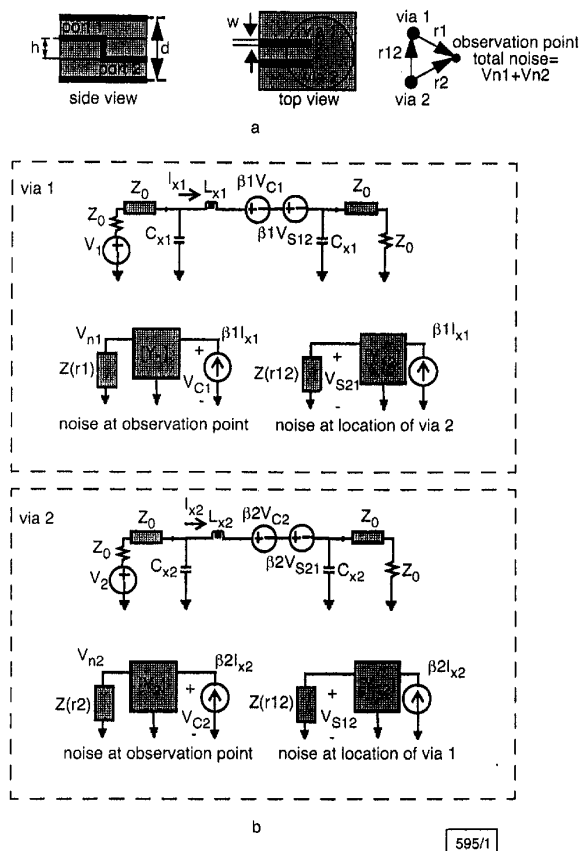 port 1
w
via 1
r1
h
d
r12
observation point
total noise=
Vn1+Vn2
r2
via 2
side view
top view
a
via 1
Ix1
Lx1
β1VC1
Z0
Z0
Z0
β1VS12
V1
Cx1
Cx1
Z0
Vn1
β1Ix1
β1Ix1
Z(r1)
+
VC1
-
Z(r12)
+
VS21
-
noise at observation point
noise at location of via 2
via 2
Ix2
Lx2
β2VC2
Z0
Z0
Z0
β2VS21
V2
Cx2
Cx2
Z0
Vn2
β2Ix2
β2Ix2
Z(r2)
+
VC2
-
Z(r12)
+
VS12
-
noise at observation point
noise at location of via 1
b
595/1